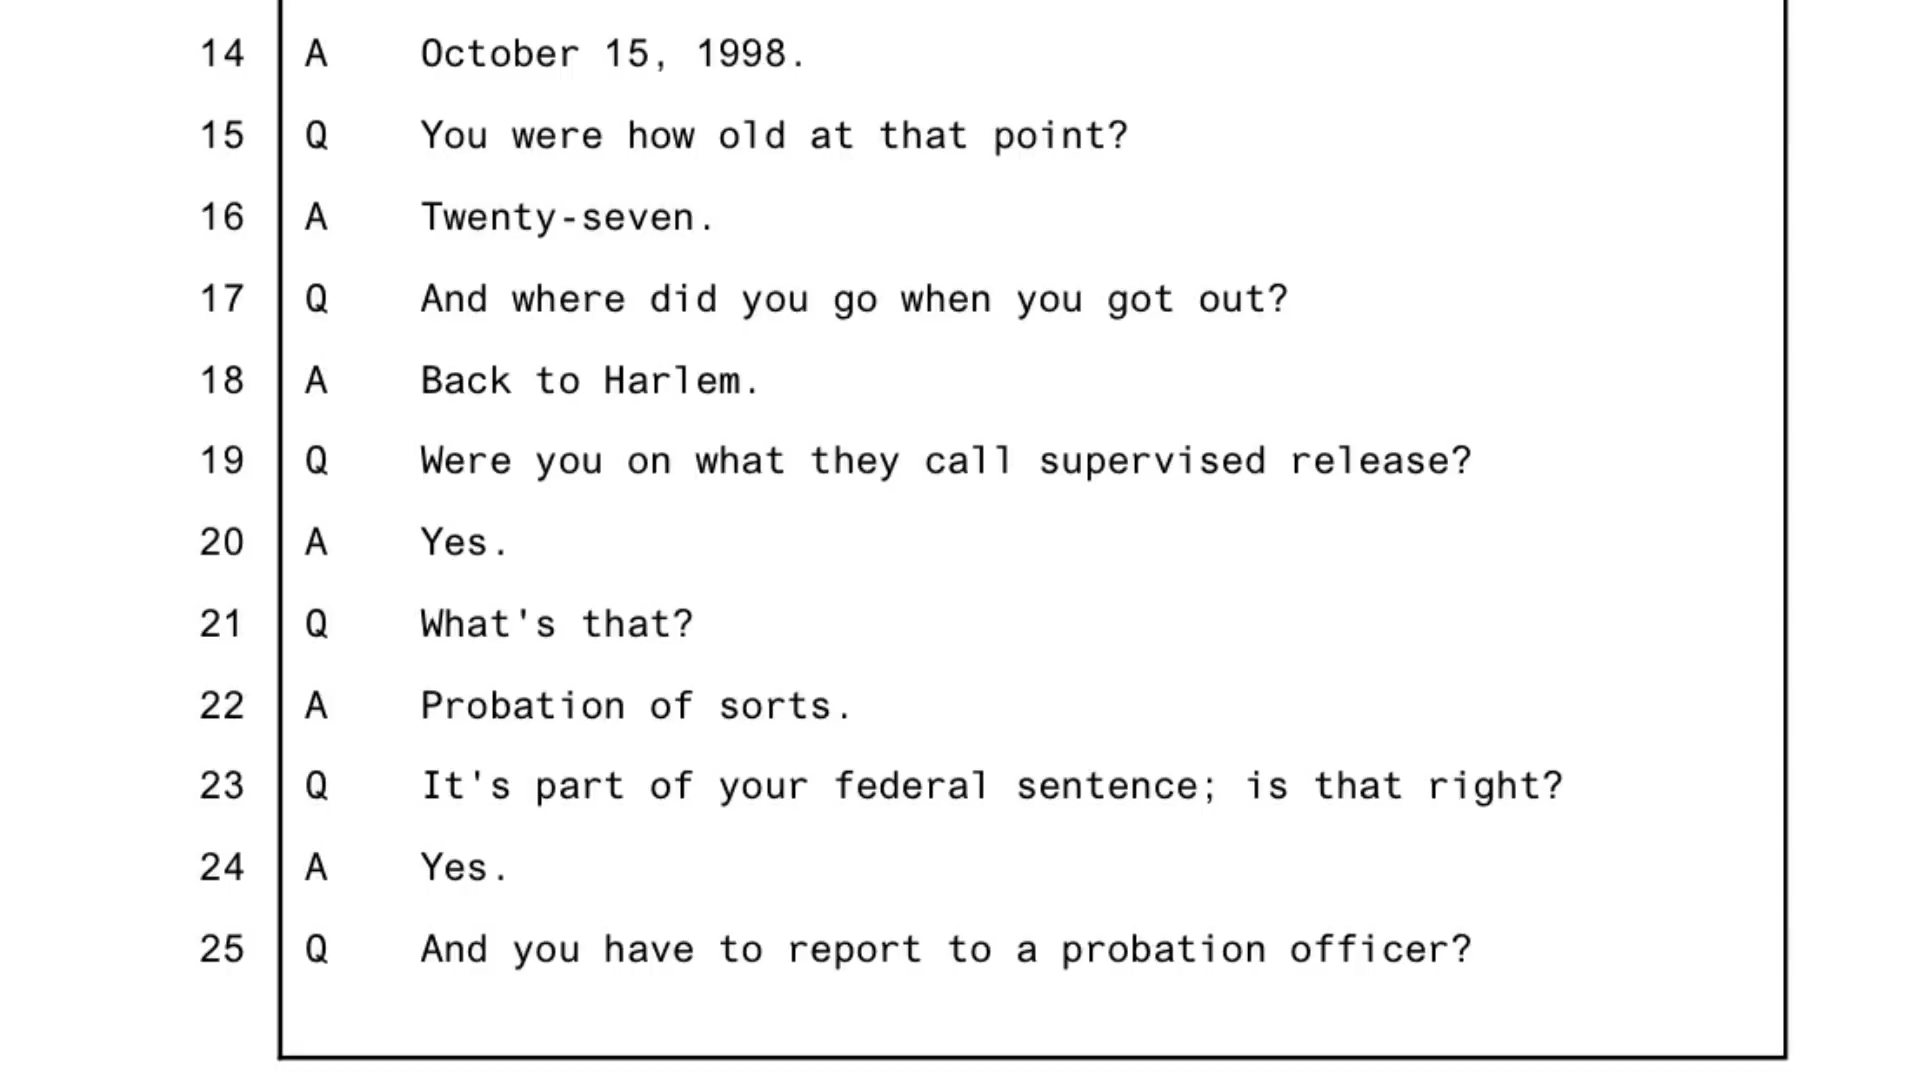 14 A October 15, 1998.
15 Q You were how old at that point?
16 A Twenty-seven.
17 Q And where did you go when you got out?
18 A Back to Harlem.
19 Q Were you on what they call supervised release?
20 A Yes.
21 Q What's that?
22 A Probation of sorts.
23 Q It's part of your federal sentence; is that right?
24 A Yes.
25 Q And you have to report to a probation officer?